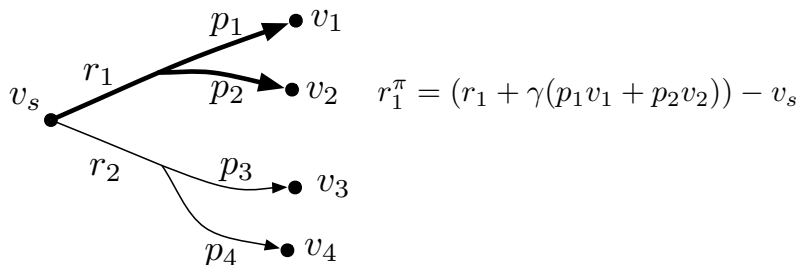 p₁ v₁
r₁
p₂ v₂
vₛ
r₁^π = (r₁ + γ(p₁v₁ + p₂v₂)) − vₛ
r₂ p₃ v₃
p₄ v₄